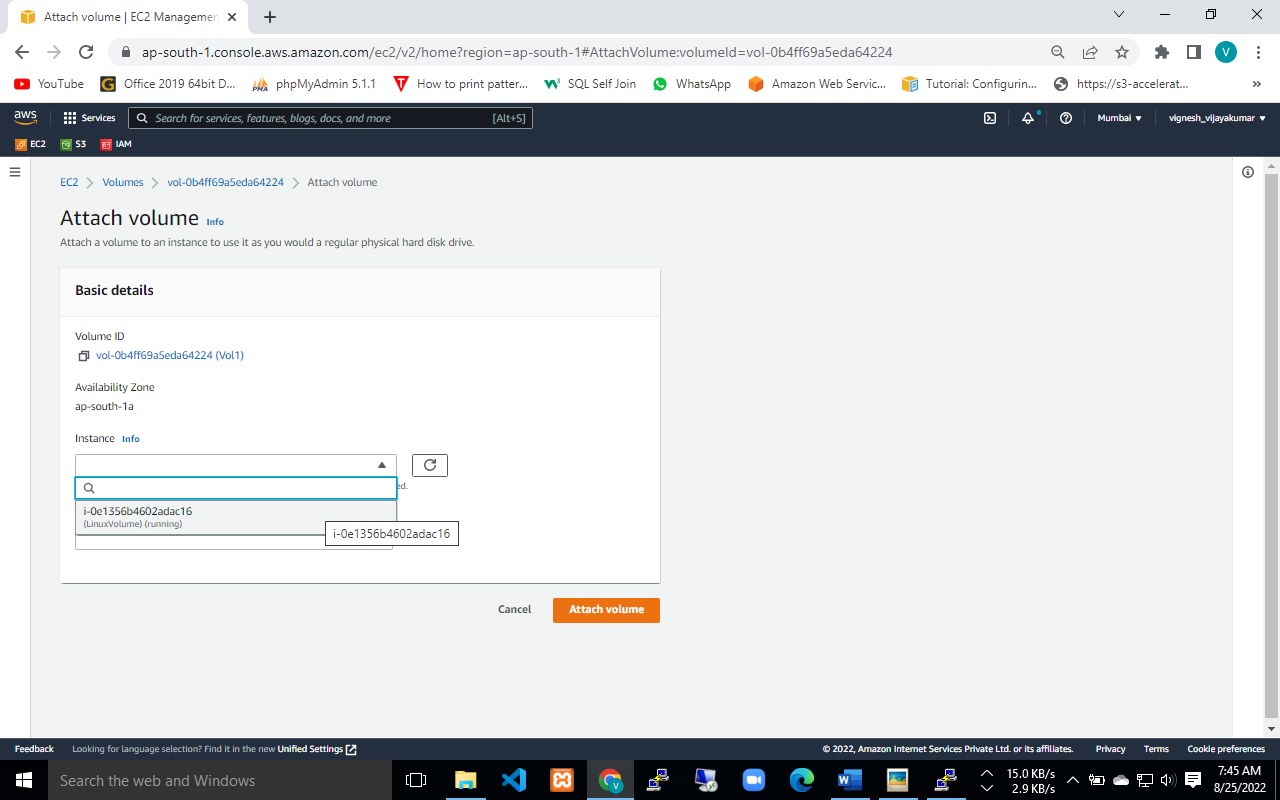 Attach volume | EC2 Managemen
ap-south-1.console.aws.amazon.com/ec2/v2/home?region=ap-south-1#AttachVolume:volumeId=vol-0b4ff69a5eda64224
V
YouTube Office 2019 64bit D... phpMyAdmin 5.1.1 How to print patter... SQL Self Join WhatsApp Amazon Web Servic... Tutorial: Configurin... https://s3-accelerat... »
aws Services Search for services, features, blogs, docs, and more [Alt+S] Mumbai vignesh_vijayakumar
EC2 S3 IAM
EC2 Volumes vol-0b4ff69a5eda64224 Attach volume
Attach volume Info
Attach a volume to an instance to use it as you would a regular physical hard disk drive.
Basic details
Volume ID
vol-0b4ff69a5eda64224 (Vol1)
Availability Zone
ap-south-1a
Instance Info
ed.
i-0e1356b4602adac16
(LinuxVolume) (running)
i-0e1356b4602adac16
Cancel Attach volume
Feedback Looking for language selection? Find it in the new Unified Settings © 2022, Amazon Internet Services Private Ltd. or its affiliates. Privacy Terms Cookie preferences
Search the web and Windows
15.0 KB/s
2.9 KB/s
7:45 AM
8/25/2022